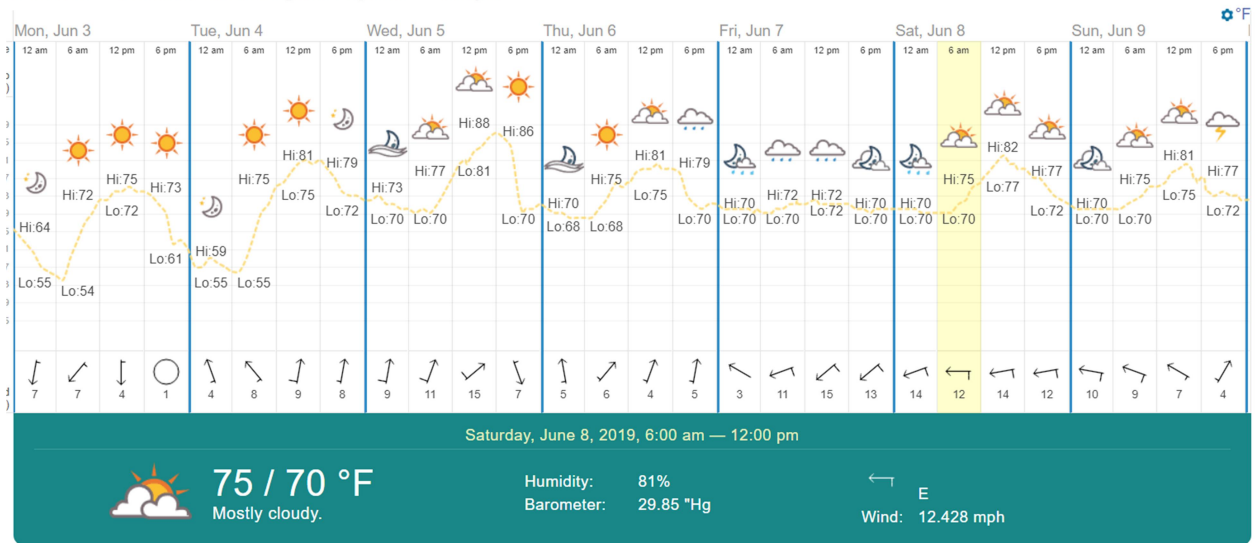 °F
Mon, Jun 3 Tue, Jun 4 Wed, Jun 5 Thu, Jun 6 Fri, Jun 7 Sat, Jun 8 Sun, Jun 9
12 am 6 am 12 pm 6 pm 12 am 6 am 12 pm 6 pm 12 am 6 am 12 pm 6 pm 12 am 6 am 12 pm 6 pm 12 am 6 am 12 pm 6 pm 12 am 6 am 12 pm 6 pm 12 am 6 am 12 pm 6 pm
Hi:64 Hi:72 Hi:75 Hi:73 Hi:59 Hi:75 Hi:81 Hi:79 Hi:73 Hi:77 Hi:88 Hi:86 Hi:70 Hi:75 Hi:81 Hi:79 Hi:70 Hi:72 Hi:72 Hi:70 Hi:70 Hi:75 Hi:82 Hi:77 Hi:70 Hi:75 Hi:81 Hi:77
Lo:55 Lo:54 Lo:72 Lo:61 Lo:55 Lo:55 Lo:75 Lo:72 Lo:70 Lo:70 Lo:81 Lo:70 Lo:68 Lo:68 Lo:75 Lo:70 Lo:70 Lo:70 Lo:72 Lo:70 Lo:70 Lo:70 Lo:77 Lo:72 Lo:70 Lo:70 Lo:75 Lo:72
7 7 4 1 4 8 9 8 9 11 15 7 5 6 4 5 3 11 15 13 14 12 14 12 10 9 7 4
Saturday, June 8, 2019, 6:00 am — 12:00 pm
75 / 70 °F
Mostly cloudy.
Humidity: 81%
Barometer: 29.85 "Hg
E
Wind: 12.428 mph